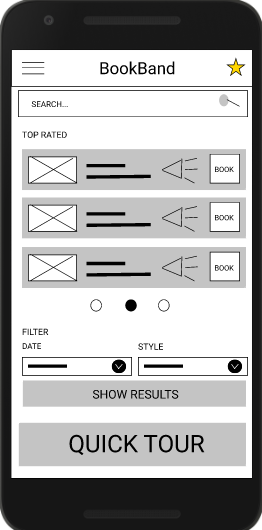 BookBand
SEARCH...
TOP RATED
BOOK
BOOK
BOOK
FILTER
DATE
STYLE
SHOW RESULTS
QUICK TOUR